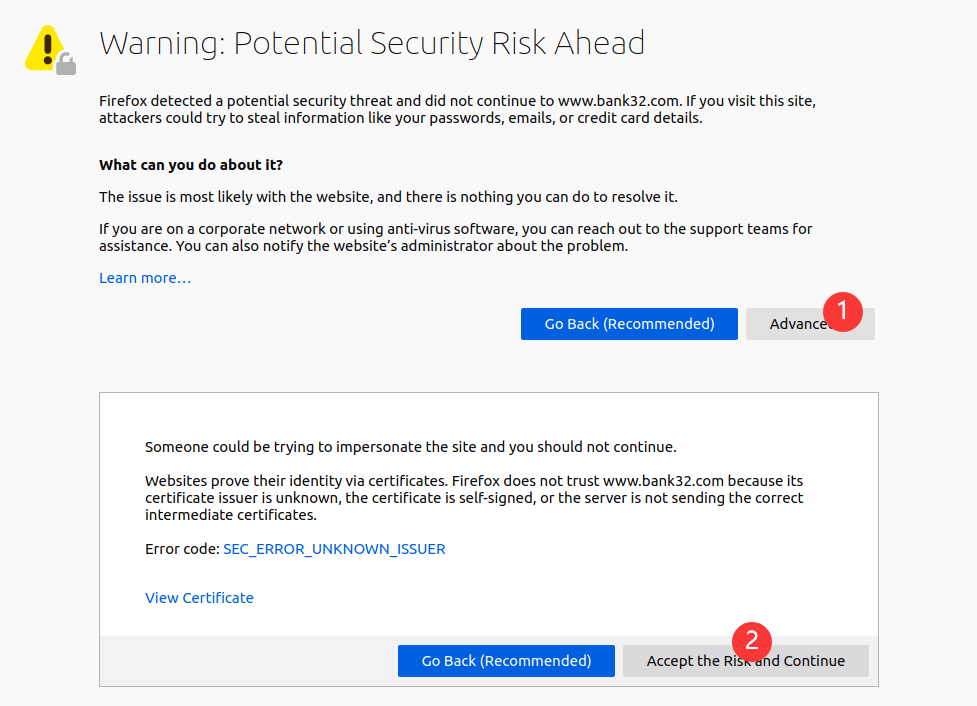 Warning: Potential Security Risk Ahead
Firefox detected a potential security threat and did not continue to www.bank32.com. If you visit this site,
attackers could try to steal information like your passwords, emails, or credit card details.
What can you do about it?
The issue is most likely with the website, and there is nothing you can do to resolve it.
If you are on a corporate network or using anti-virus software, you can reach out to the support teams for
assistance. You can also notify the website’s administrator about the problem.
Learn more…
Go Back (Recommended)
Advance
1
Someone could be trying to impersonate the site and you should not continue.
Websites prove their identity via certificates. Firefox does not trust www.bank32.com because its
certificate issuer is unknown, the certificate is self-signed, or the server is not sending the correct
intermediate certificates.
Error code: SEC_ERROR_UNKNOWN_ISSUER
View Certificate
2
Go Back (Recommended)
Accept the Risk and Continue